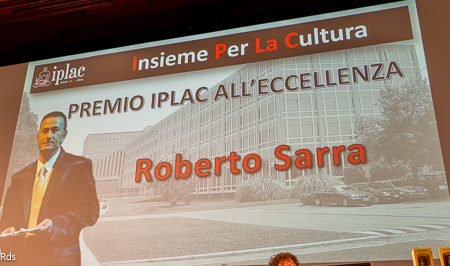 Insieme Per La Cultura
iplac
PREMIO IPLAC ALL'ECCELLENZA
Roberto Sarra
Rds